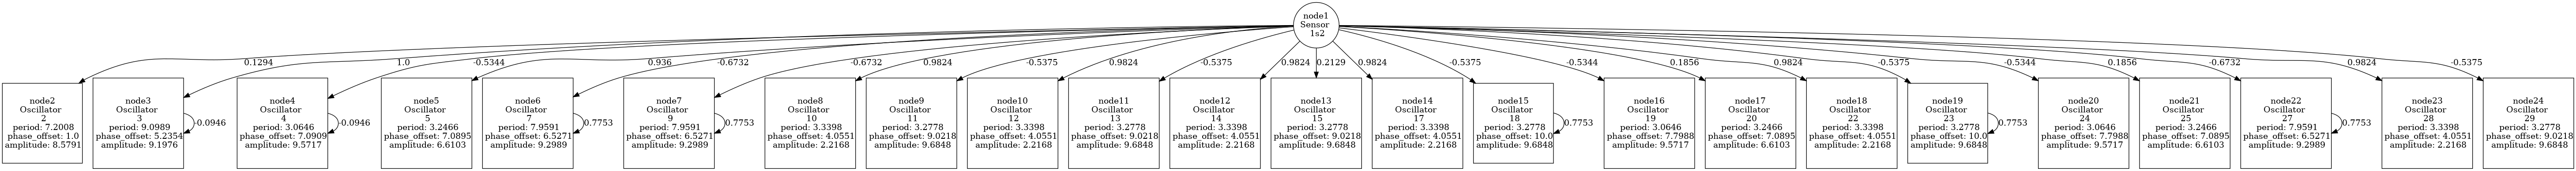 node1
Sensor
1s2
0.1294
1.0
-0.5344
0.936
-0.6732
-0.6732
0.9824
-0.5375
0.9824
-0.5375
0.9824
0.2129
0.9824
-0.5375
-0.5344
0.1856
0.9824
-0.5375
-0.5344
0.1856
-0.6732
0.9824
-0.5375
node2
Oscillator
2
period: 7.2008
phase_offset: 1.0
amplitude: 8.5791
node3
Oscillator
3
period: 9.0989
phase_offset: 5.2354
amplitude: 9.1976
-0.0946
node4
Oscillator
4
period: 3.0646
phase_offset: 7.0909
amplitude: 9.5717
-0.0946
node5
Oscillator
5
period: 3.2466
phase_offset: 7.0895
amplitude: 6.6103
node6
Oscillator
7
period: 7.9591
phase_offset: 6.5271
amplitude: 9.2989
0.7753
node7
Oscillator
9
period: 7.9591
phase_offset: 6.5271
amplitude: 9.2989
0.7753
node8
Oscillator
10
period: 3.3398
phase_offset: 4.0551
amplitude: 2.2168
node9
Oscillator
11
period: 3.2778
phase_offset: 9.0218
amplitude: 9.6848
node10
Oscillator
12
period: 3.3398
phase_offset: 4.0551
amplitude: 2.2168
node11
Oscillator
13
period: 3.2778
phase_offset: 9.0218
amplitude: 9.6848
node12
Oscillator
14
period: 3.3398
phase_offset: 4.0551
amplitude: 2.2168
node13
Oscillator
15
period: 3.2778
phase_offset: 9.0218
amplitude: 9.6848
node14
Oscillator
17
period: 3.3398
phase_offset: 4.0551
amplitude: 2.2168
node15
Oscillator
18
period: 3.2778
phase_offset: 10.0
amplitude: 9.6848
0.7753
node16
Oscillator
19
period: 3.0646
phase_offset: 7.7988
amplitude: 9.5717
node17
Oscillator
20
period: 3.2466
phase_offset: 7.0895
amplitude: 6.6103
node18
Oscillator
22
period: 3.3398
phase_offset: 4.0551
amplitude: 2.2168
node19
Oscillator
23
period: 3.2778
phase_offset: 10.0
amplitude: 9.6848
0.7753
node20
Oscillator
24
period: 3.0646
phase_offset: 7.7988
amplitude: 9.5717
node21
Oscillator
25
period: 3.2466
phase_offset: 7.0895
amplitude: 6.6103
node22
Oscillator
27
period: 7.9591
phase_offset: 6.5271
amplitude: 9.2989
0.7753
node23
Oscillator
28
period: 3.3398
phase_offset: 4.0551
amplitude: 2.2168
node24
Oscillator
29
period: 3.2778
phase_offset: 9.0218
amplitude: 9.6848